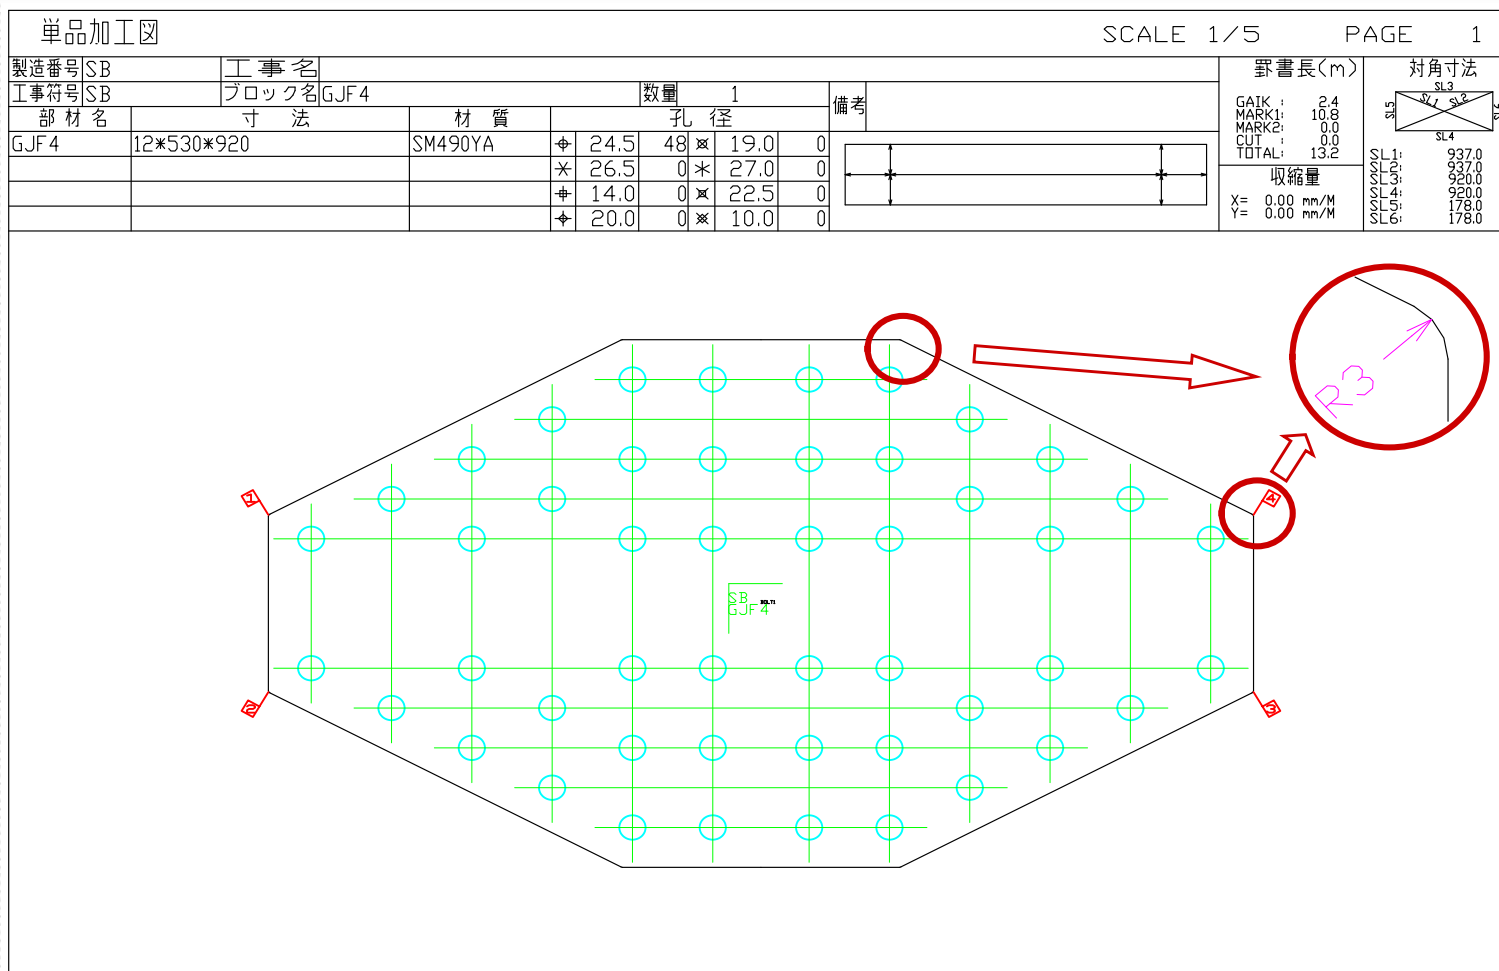 単品加工図 SCALE 1/5 PAGE 1
製造番号 SB 工事名
工事符号 SB ブロック名 GJF4 数量 1 備考
部材名 寸法 材質 孔径
GJF4 12*530*920 SM490YA 24.5 48 19.0 0
26.5 0 27.0 0
14.0 0 22.5 0
20.0 0 10.0 0
罫書長(m)
GAIK : 2.4
MARK1: 10.8
MARK2: 0.0
CUT : 0.0
TOTAL: 13.2
収縮量
X= 0.00 mm/M
Y= 0.00 mm/M
対角寸法
SL3
SL5 SL1 SL2
SL4
SL1: 937.0
SL2: 937.0
SL3: 920.0
SL4: 920.0
SL5: 178.0
SL6: 178.0
R3
1
A
SB
GJF4
2
3